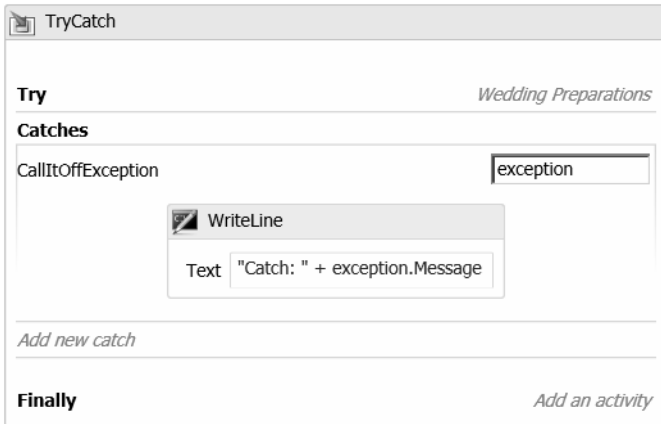 TryCatch
Try Wedding Preparations
Catches
CallItOffException exception
WriteLine
Text "Catch: " + exception.Message
Add new catch
Finally Add an activity